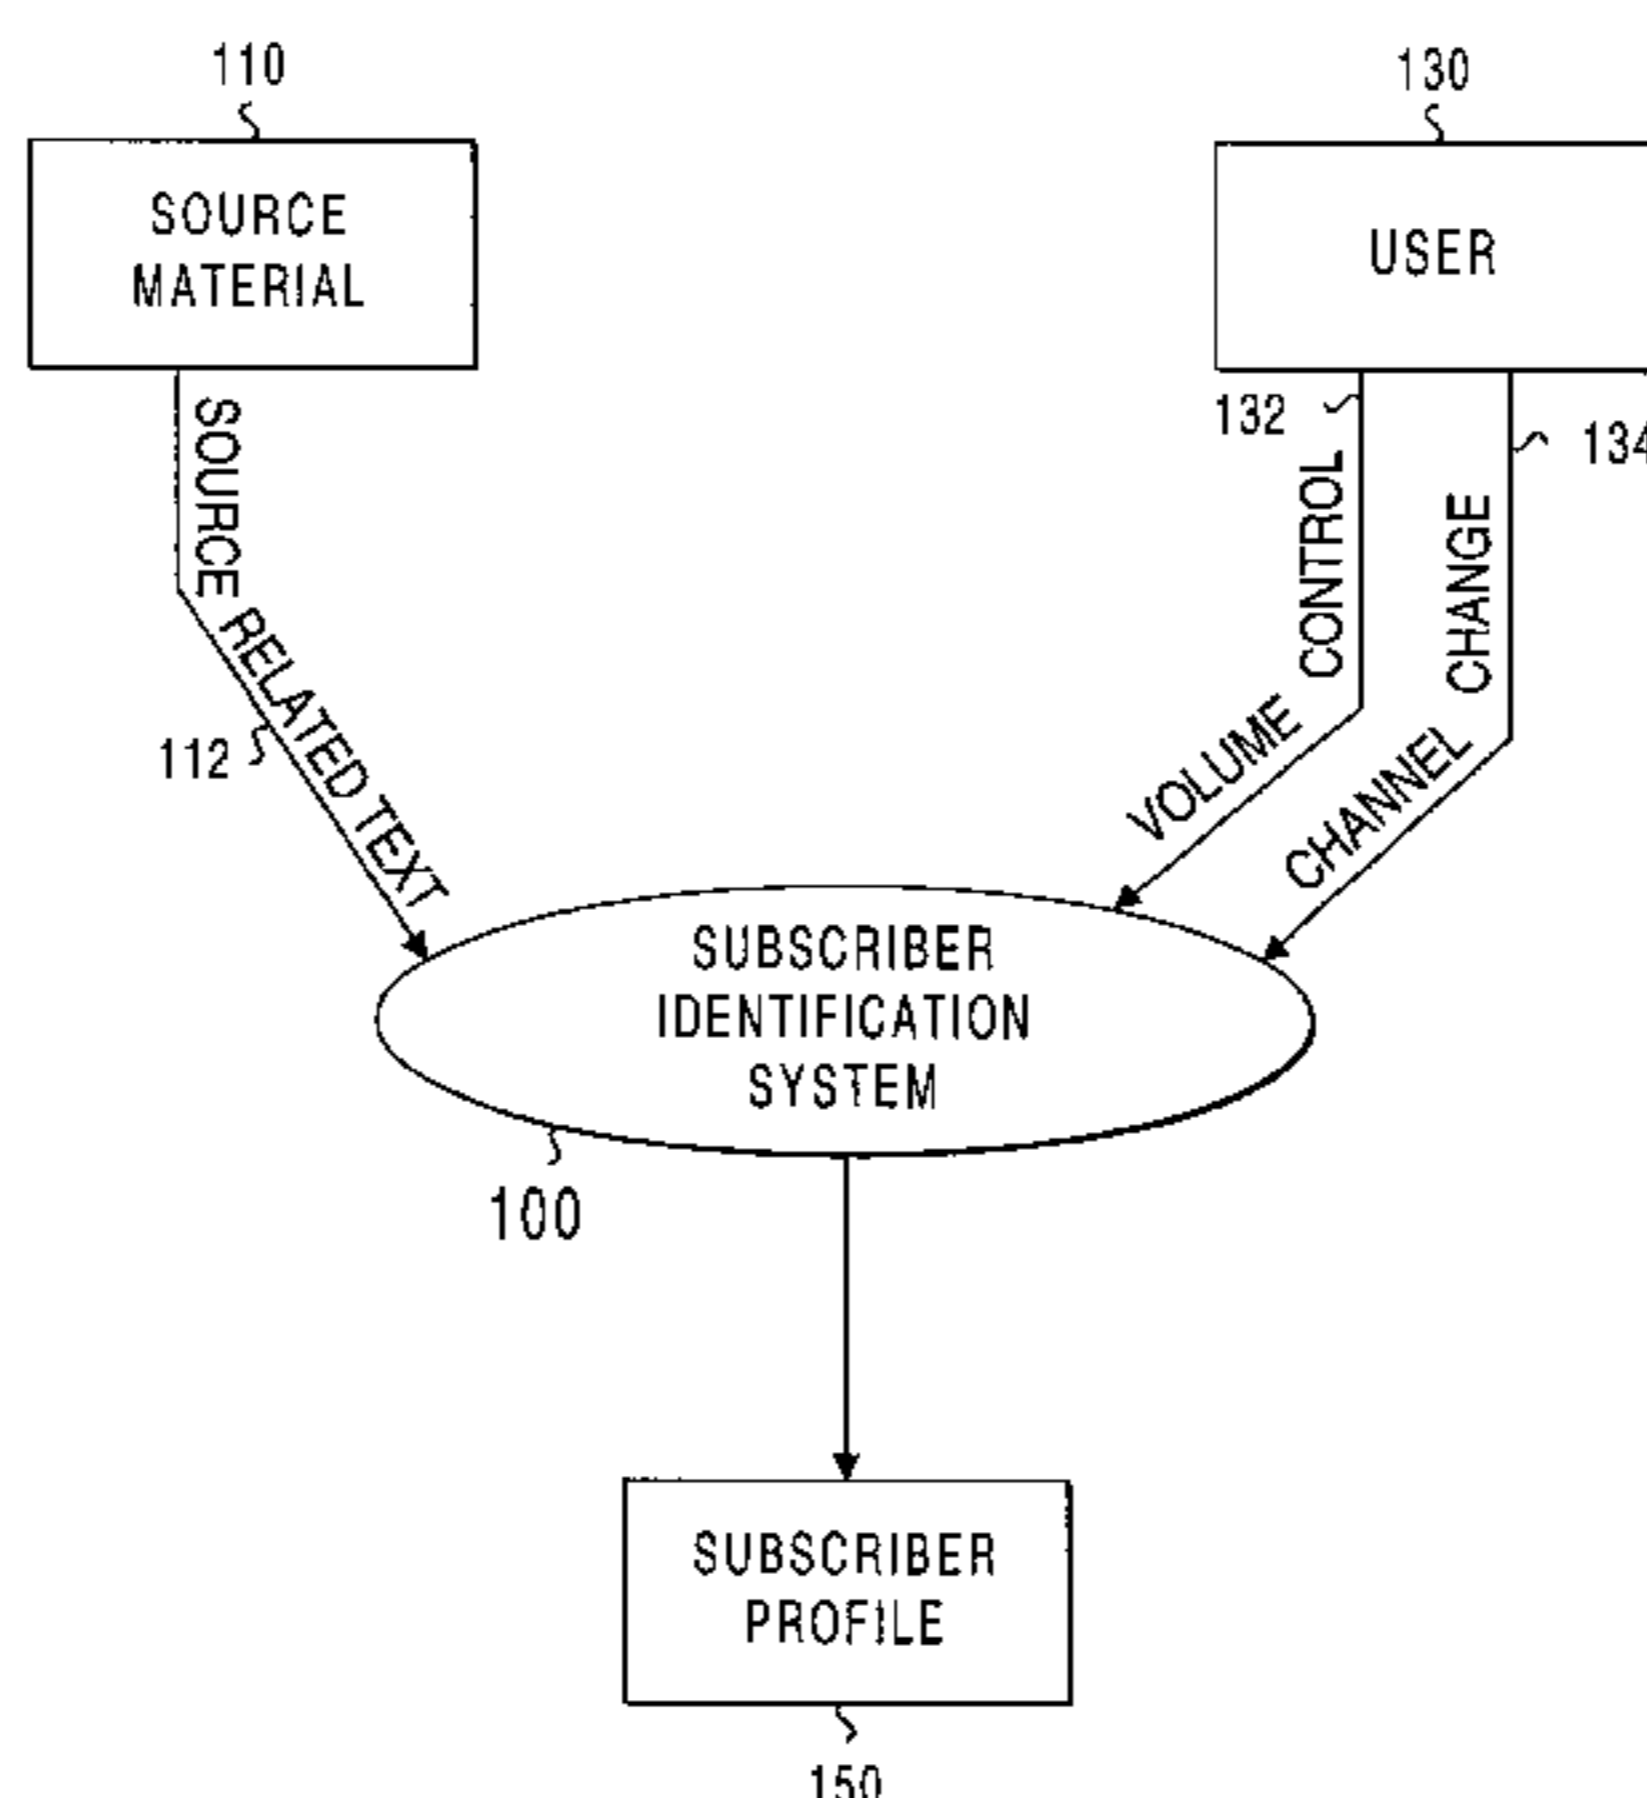 110
SOURCE
MATERIAL
130
USER
SOURCE RELATED TEXT
112
132
VOLUME CONTROL
134
CHANNEL CHANGE
SUBSCRIBER
IDENTIFICATION
SYSTEM
100
SUBSCRIBER
PROFILE
150